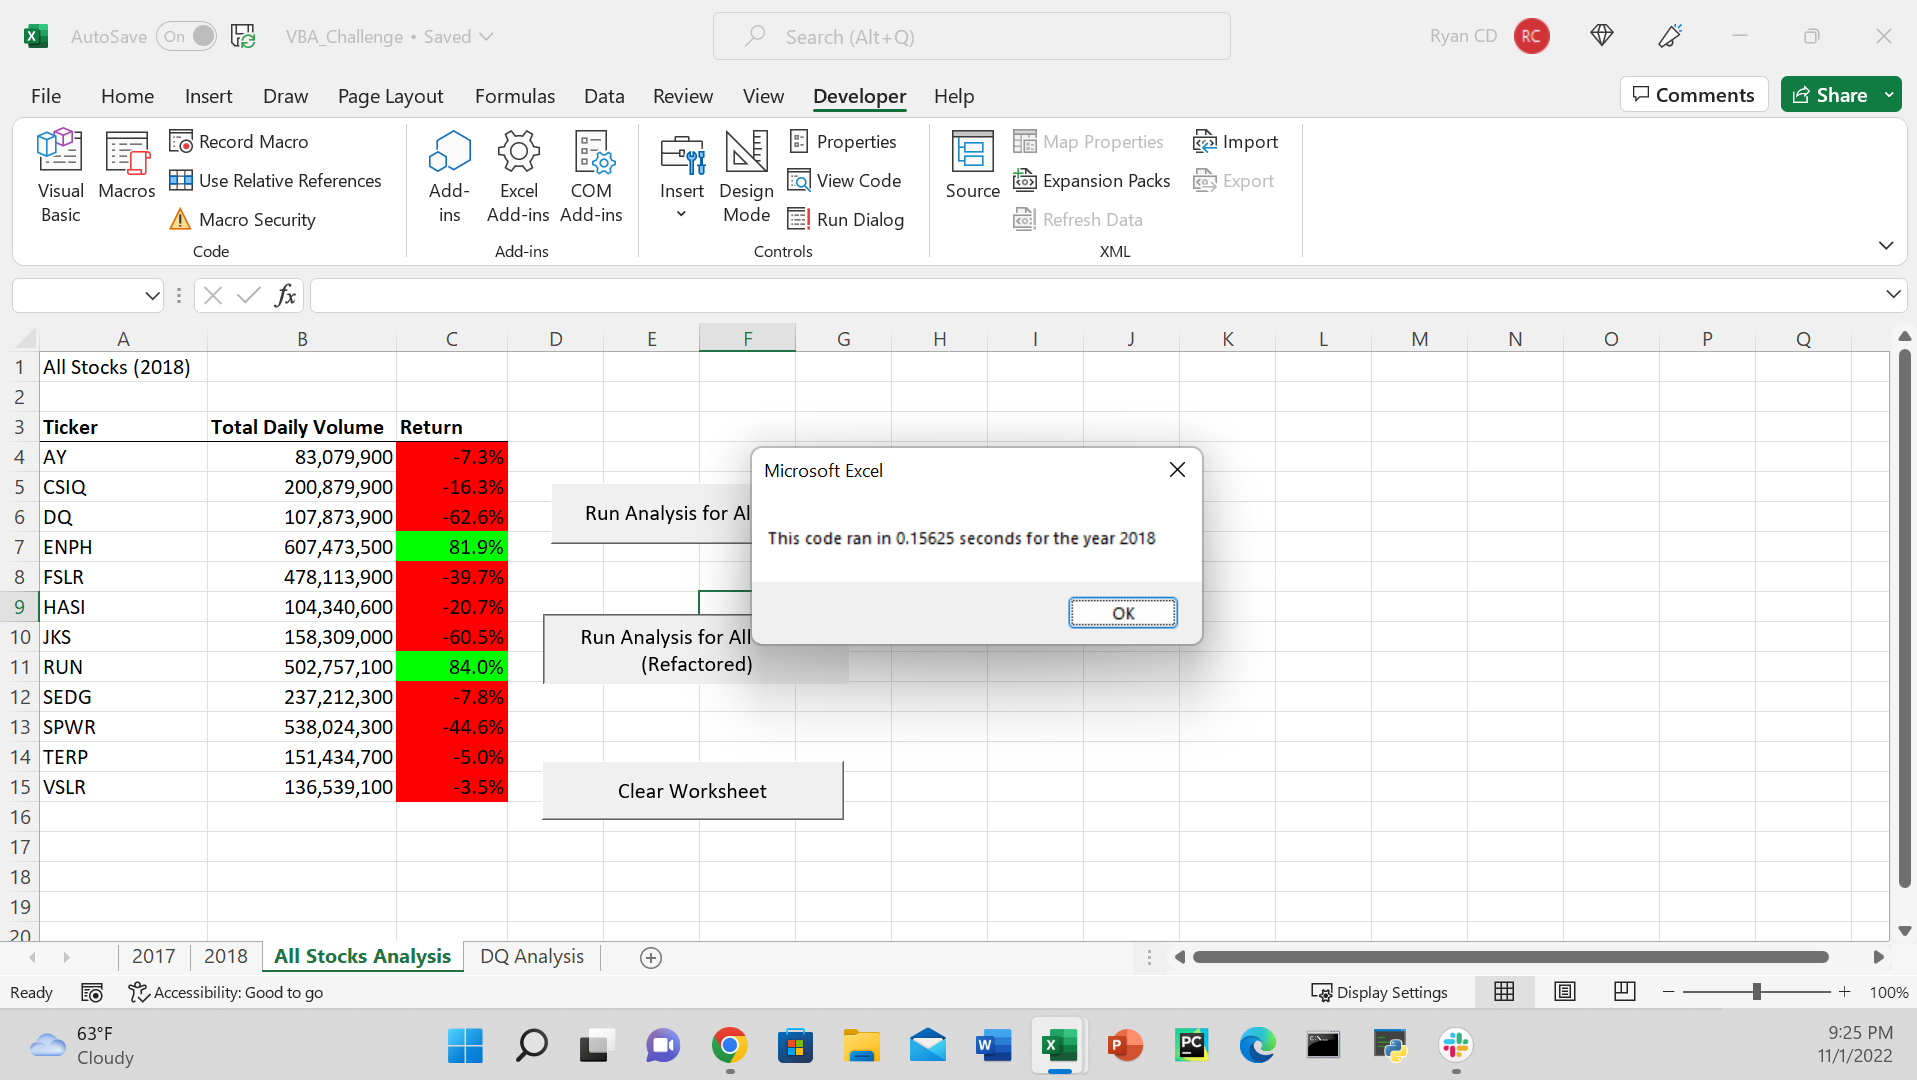 AutoSave On VBA_Challenge • Saved Search (Alt+Q) Ryan CD RC
File Home Insert Draw Page Layout Formulas Data Review View Developer Help Comments Share
Visual Basic
Macros
Record Macro
Use Relative References
Macro Security
Code
Add-ins
Excel Add-ins
COM Add-ins
Add-ins
Insert
Design Mode
Properties
View Code
Run Dialog
Controls
Source
Map Properties
Expansion Packs
Refresh Data
Import
Export
XML
fx
A B C D E F G H I J K L M N O P Q
1 All Stocks (2018)
2
3 Ticker Total Daily Volume Return
4 AY 83,079,900 -7.3%
5 CSIQ 200,879,900 -16.3%
6 DQ 107,873,900 -62.6%
7 ENPH 607,473,500 81.9%
8 FSLR 478,113,900 -39.7%
9 HASI 104,340,600 -20.7%
10 JKS 158,309,000 -60.5%
11 RUN 502,757,100 84.0%
12 SEDG 237,212,300 -7.8%
13 SPWR 538,024,300 -44.6%
14 TERP 151,434,700 -5.0%
15 VSLR 136,539,100 -3.5%
16
17
18
19
20
Run Analysis for Al
Run Analysis for All
(Refactored)
Clear Worksheet
Microsoft Excel
This code ran in 0.15625 seconds for the year 2018
OK
2017 2018 All Stocks Analysis DQ Analysis
Ready Accessibility: Good to go Display Settings 100%
63°F
Cloudy
W X P PC
9:25 PM
11/1/2022